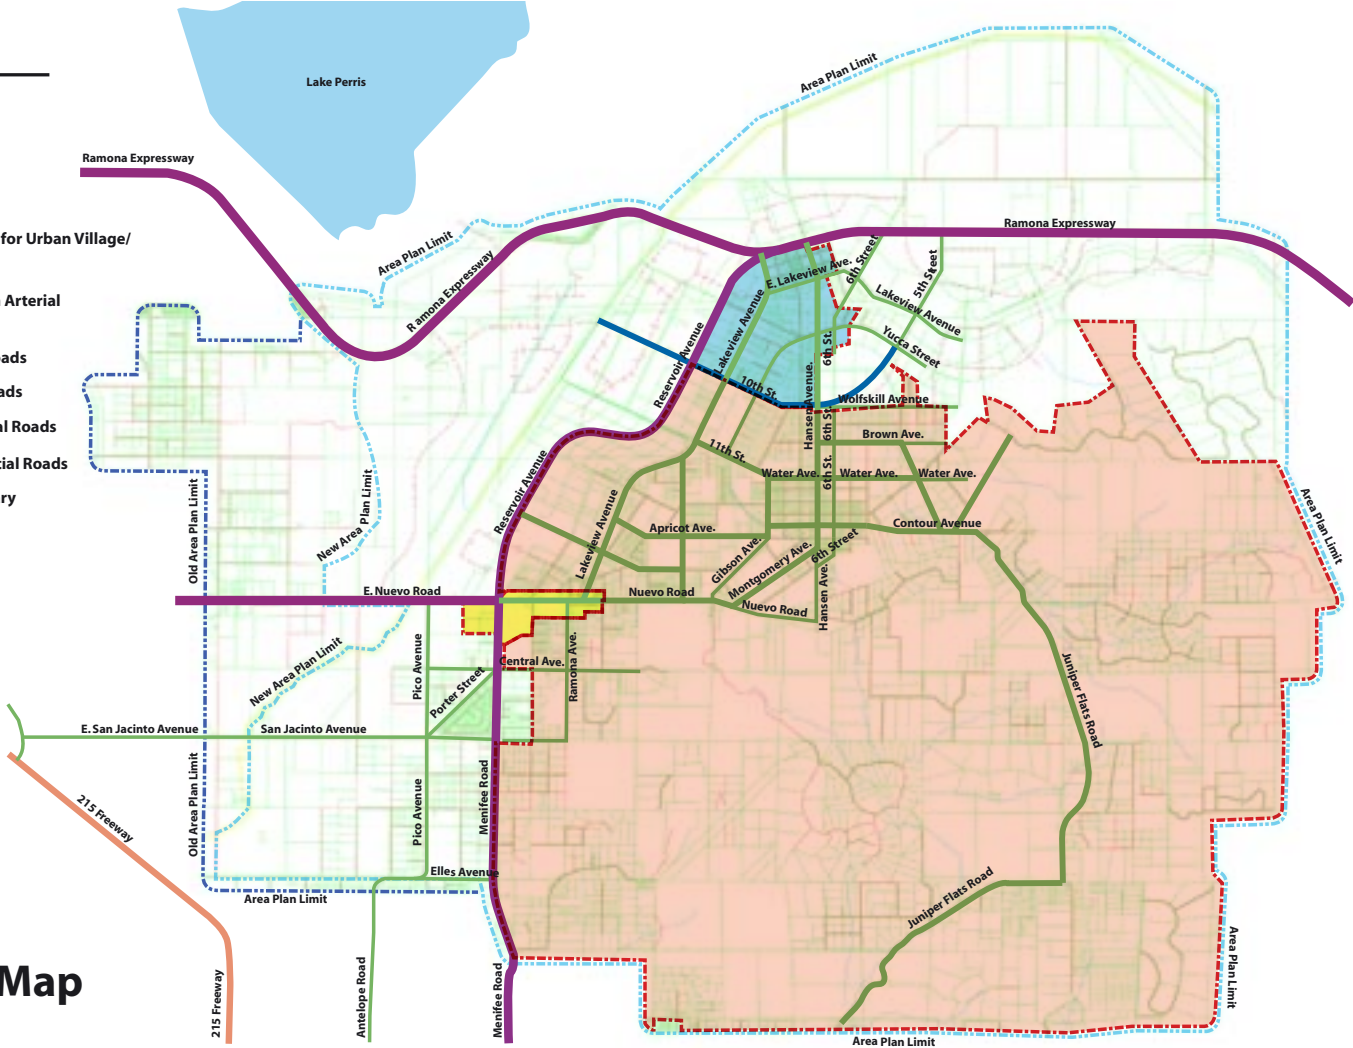 Lake Perris
Area Plan Limit
Ramona Expressway
Ramona Expressway
for Urban Village/
Area Plan Limit
Ramona Expressway
6th Street
5th Street
E. Lakeview Ave.
Arterial
Lakeview Avenue
Lakeview Avenue
Reservoir Avenue
Yucca Street
6th St.
oads
ads
10th St.
Hansen Avenue.
Wolfskill Avenue
al Roads
6th St.
Brown Ave.
11th St.
cial Roads
6th St.
Water Ave.
Water Ave.
Water Ave.
ry
Reservoir Avenue
Old Area Plan Limit
New Area Plan Limit
Lakeview Avenue
Apricot Ave.
Contour Avenue
Area Plan Limit
Gibson Ave.
Montgomery Ave.
6th Street
E. Nuevo Road
Nuevo Road
Nuevo Road
Hansen Ave.
New Area Plan Limit
Pico Avenue
Porter Street
Central Ave.
Ramona Ave.
Juniper Flats Road
E. San Jacinto Avenue
San Jacinto Avenue
215 Freeway
Old Area Plan Limit
Pico Avenue
Menifee Road
Elles Avenue
Area Plan Limit
Juniper Flats Road
Area Plan Limit
Map
215 Freeway
Antelope Road
Menifee Road
Area Plan Limit